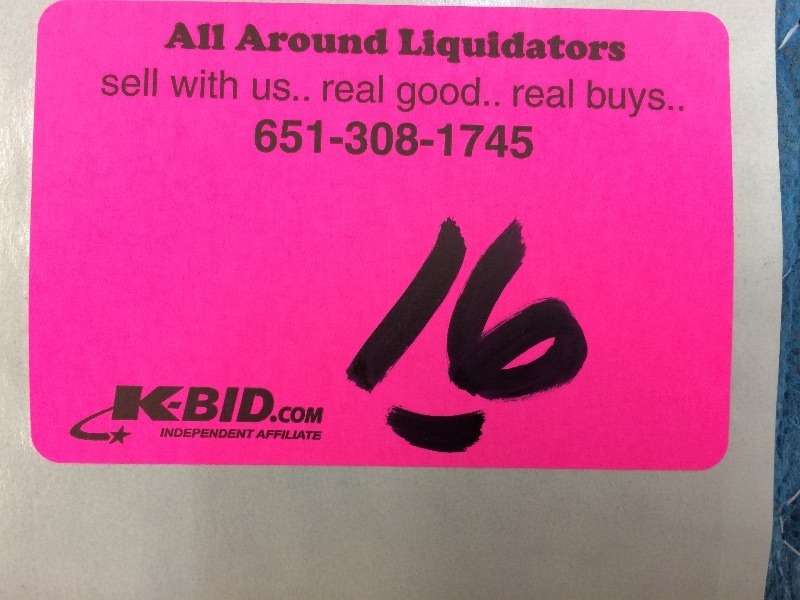 All Around Liquidators
sell with us.. real good.. real buys..
651-308-1745
16
K-BID.COM
INDEPENDENT AFFILIATE